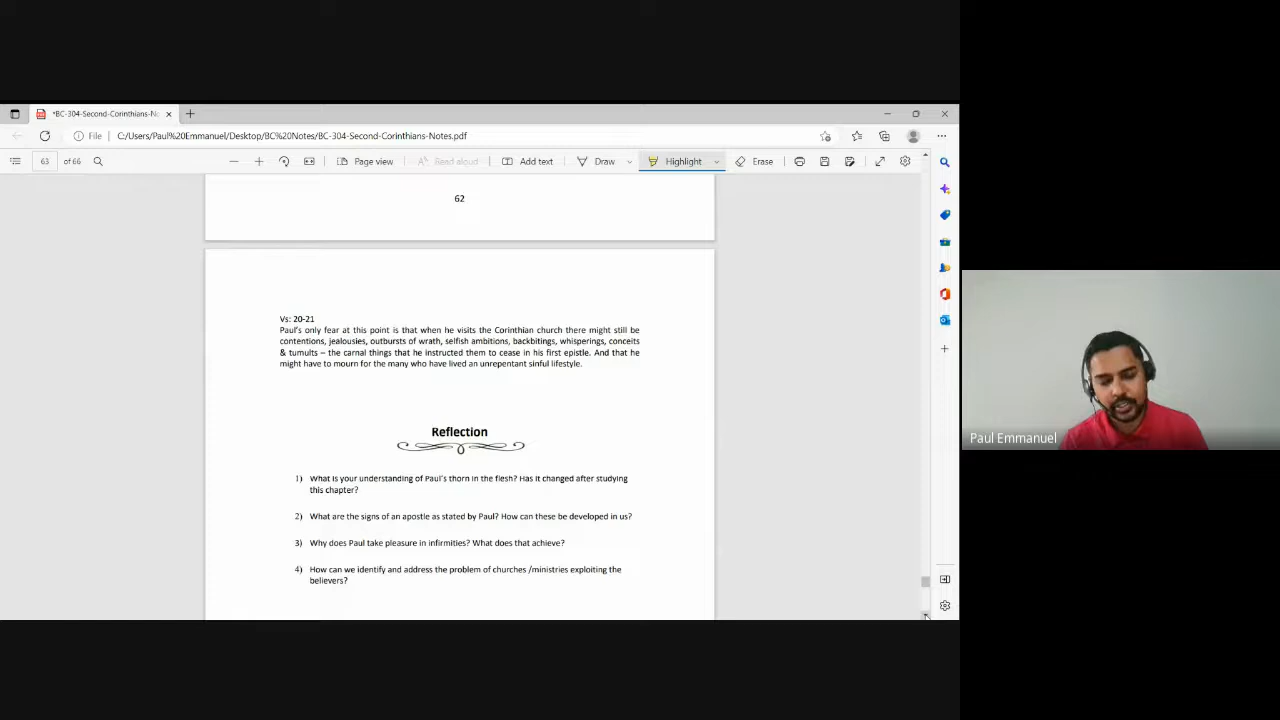 *BC-304-Second-Corinthians-No
File
C:/Users/Paul%20Emmanuel/Desktop/BC%20Notes/BC-304-Second-Corinthians-Notes.pdf
63 of 66
Page view
Read aloud
Add text
Draw
Highlight
Erase
62
Vs: 20-21
Paul's only fear at this point is that when he visits the Corinthian church there might still be
contentions, jealousies, outbursts of wrath, selfish ambitions, backbitings, whisperings, conceits
& tumults – the carnal things that he instructed them to cease in his first epistle. And that he
might have to mourn for the many who have lived an unrepentant sinful lifestyle.
Reflection
1) What is your understanding of Paul's thorn in the flesh? Has it changed after studying
this chapter?
2) What are the signs of an apostle as stated by Paul? How can these be developed in us?
3) Why does Paul take pleasure in infirmities? What does that achieve?
4) How can we identify and address the problem of churches /ministries exploiting the
believers?
Paul Emmanuel